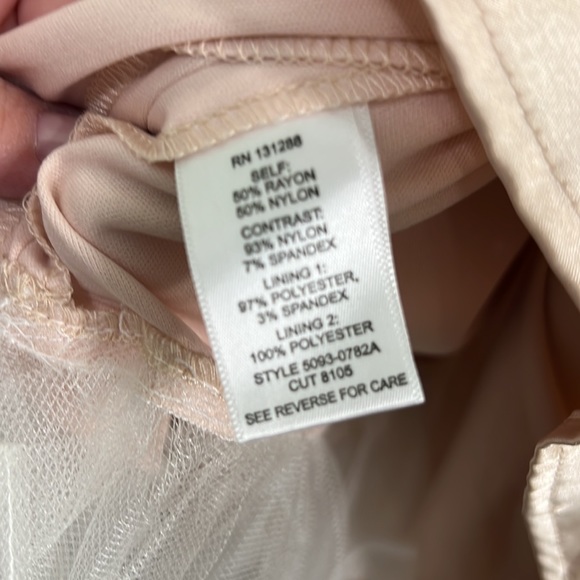 RN 131288
SELF:
50% RAYON
50% NYLON
CONTRAST:
93% NYLON
7% SPANDEX
LINING 1:
97% POLYESTER,
3% SPANDEX
LINING 2:
100% POLYESTER
STYLE 5093-0782A
CUT 8105
SEE REVERSE FOR CARE